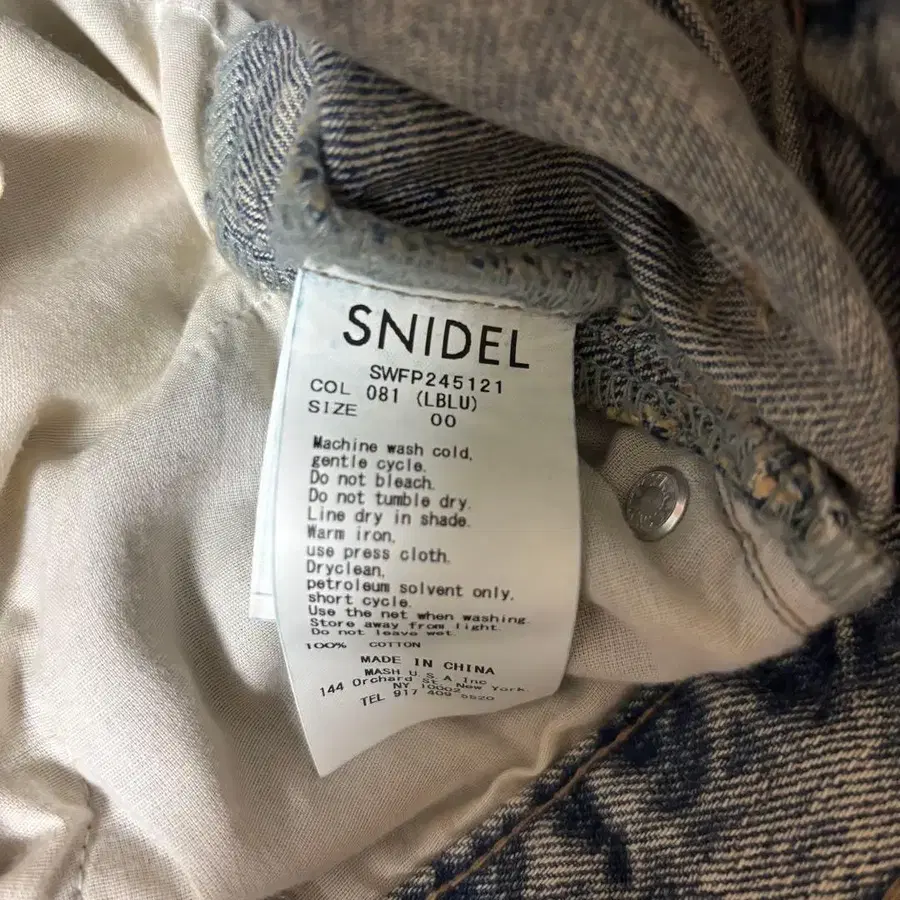 SNIDEL
SWFP245121
COL 081 (LBLU)
SIZE 00
Machine wash cold,
gentle cycle.
Do not bleach.
Do not tumble dry.
Line dry in shade.
Warm iron,
use press cloth.
Dryclean,
petroleum solvent only,
short cycle.
Use the net when washing.
Store away from light.
Do not leave wet.
100% COTTON
MADE IN CHINA
MASH U.S.A Inc
144 Orchard St. New York
NY 10002
TEL 917 409 5520